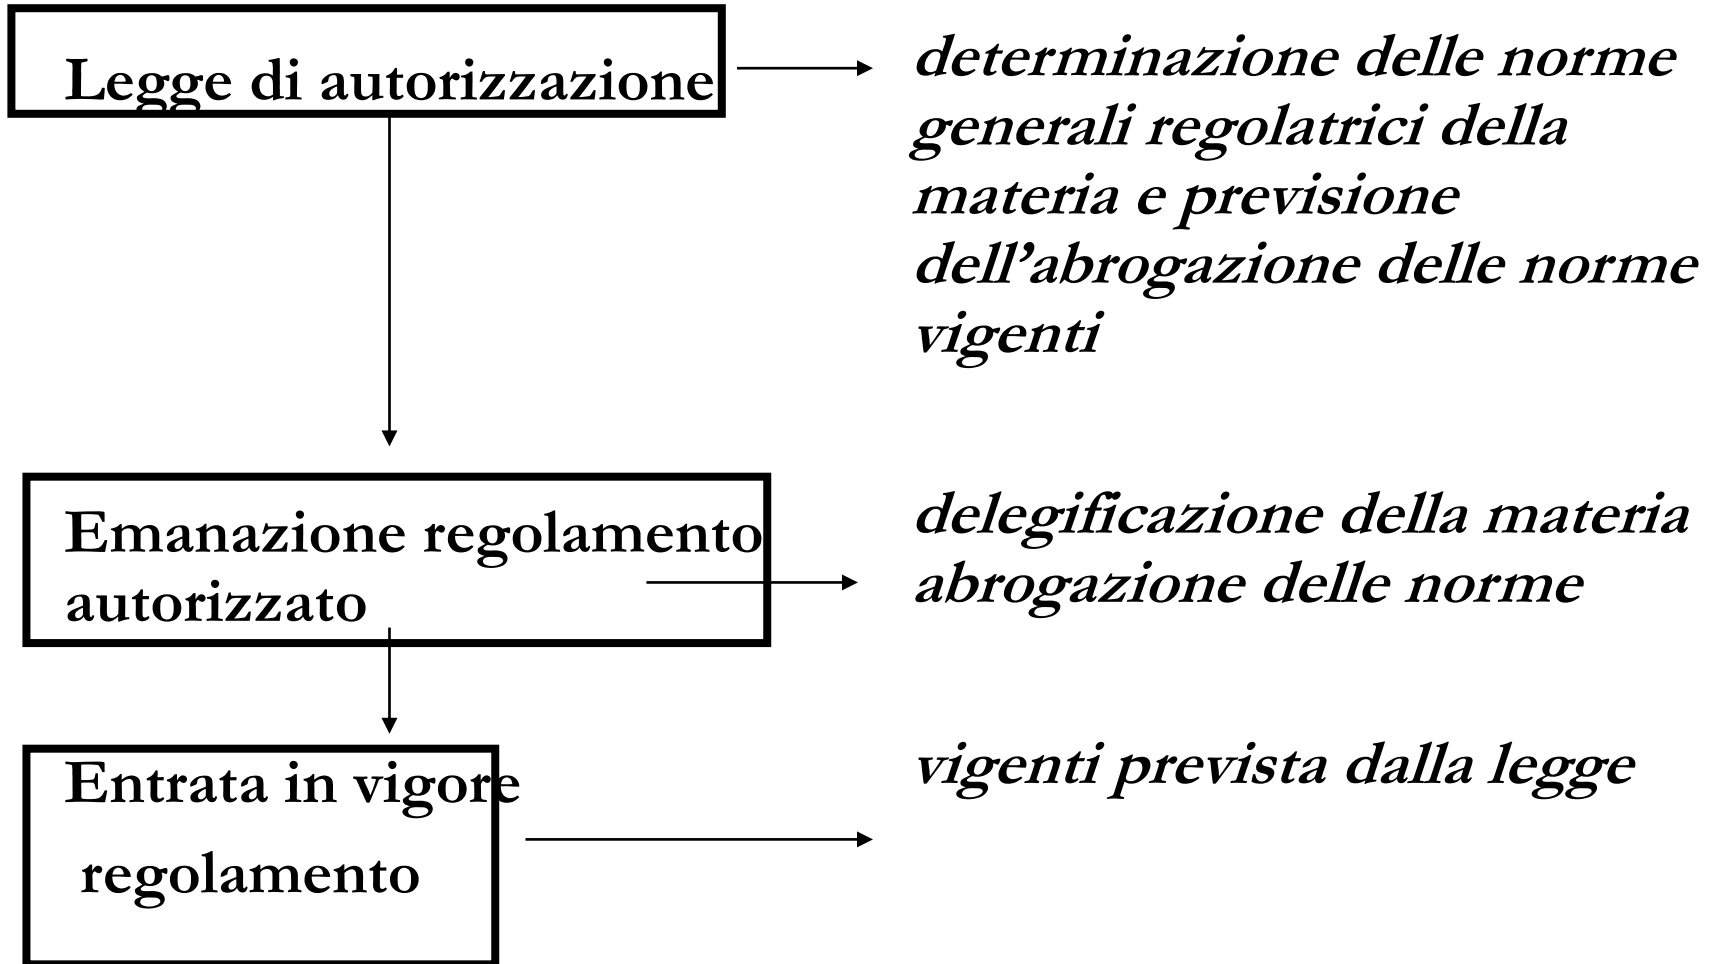 Legge di autorizzazione
determinazione delle norme
generali regolatrici della
materia e previsione
dell’abrogazione delle norme
vigenti
Emanazione regolamento
autorizzato
delegificazione della materia
abrogazione delle norme
Entrata in vigore
regolamento
vigenti prevista dalla legge